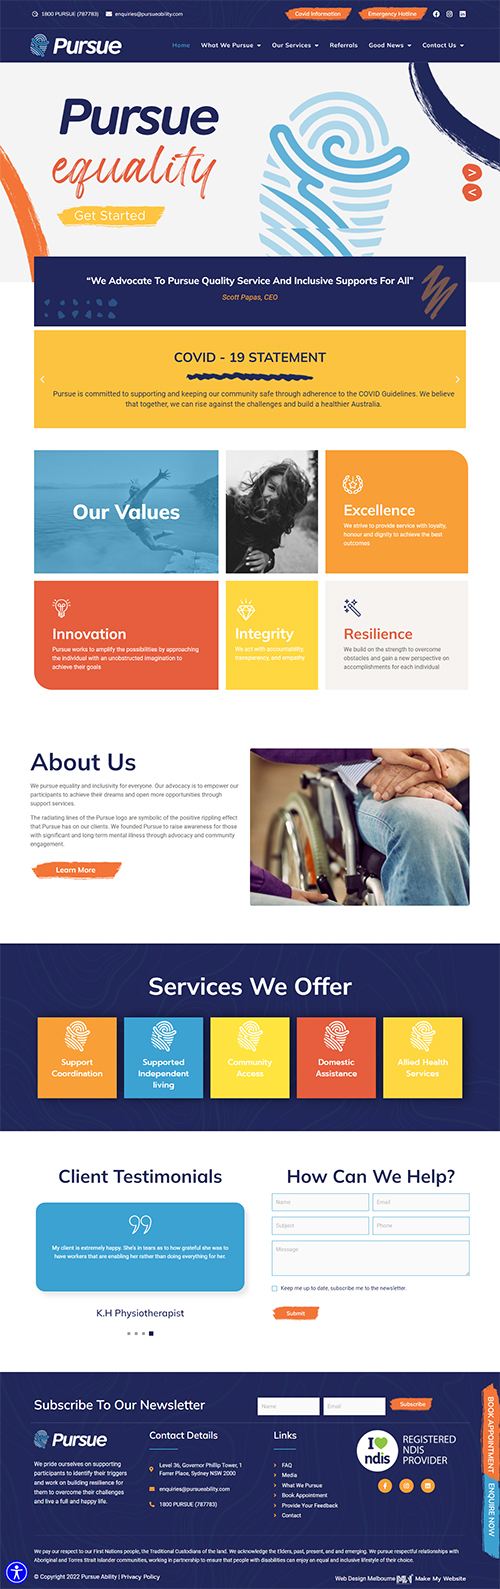 1800 PURSUE (787783)
enquiries@pursueability.com
Covid Information
Emergency Hotline
Pursue
Home
What We Pursue
Our Services
Referrals
Good News
Contact Us
Pursue
equality
Get Started
“We Advocate To Pursue Quality Service And Inclusive Supports For All”
Scott Papas, CEO
COVID - 19 STATEMENT
Pursue is committed to supporting and keeping our community safe through adherence to the COVID Guidelines. We believe
that together, we can rise against the challenges and build a healthier Australia.
Our Values
Excellence
We strive to provide service with loyalty,
honour and dignity to achieve the best
outcomes
Innovation
Pursue works to amplify the possibilities by approaching
the individual with an unobstructed imagination to
achieve their goals
Integrity
We act with accountability,
transparency, and empathy
Resilience
We build on the strength to overcome
obstacles and gain a new perspective on
accomplishments for each individual
About Us
We pursue equality and inclusivity for everyone. Our advocacy is to empower our
participants to achieve their dreams and open more opportunities through
support services.
The radiating lines of the Pursue logo are symbolic of the positive rippling effect
that Pursue has on our clients. We founded Pursue to raise awareness for those
with significant and long term mental illness through advocacy and community
engagement.
Learn More
Services We Offer
Support
Coordination
Supported
Independent
living
Community
Access
Domestic
Assistance
Allied Health
Services
Client Testimonials
My client is extremely happy. She's in tears as to how grateful she was to
have workers that are enabling her rather than doing everything for her.
K.H Physiotherapist
How Can We Help?
Name
Email
Subject
Phone
Message
Keep me up to date, subscribe me to the newsletter.
Submit
Subscribe To Our Newsletter
Name
Email
Subscribe
Pursue
We pride ourselves on supporting
participants to identify their triggers
and work on building resilience for
them to overcome their challenges
and live a full and happy life.
Contact Details
Level 36, Governor Phillip Tower, 1
Farrer Place, Sydney NSW 2000
enquiries@pursueability.com
1800 PURSUE (787783)
Links
FAQ
Media
What We Pursue
Book Appointment
Provide Your Feedback
Contact
I
ndis
REGISTERED
NDIS
PROVIDER
BOOK APPOINTMENT
ENQUIRE NOW
We pay our respect to our First Nations people, the Traditional Custodians of the land. We acknowledge the Elders, past, present, and and emerging. We pursue respectful relationships with
Aboriginal and Torres Strait Islander communities, working in partnership to ensure that people with disabilities can enjoy an equal and inclusive lifestyle of their choice.
© Copyright 2022 Pursue Ability | Privacy Policy
Web Design Melbourne
Make My Website